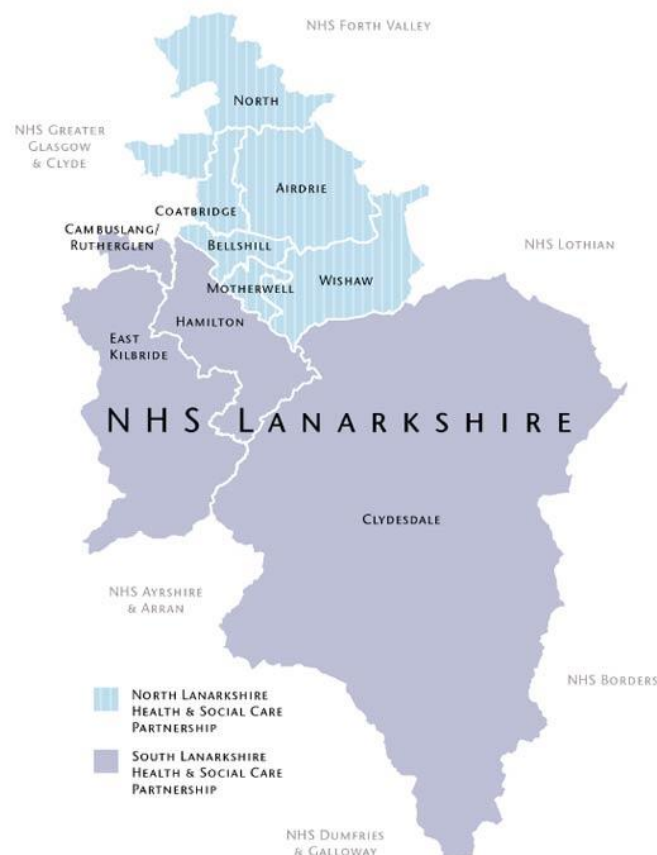 NHS FORTH VALLEY
NORTH
NHS GREATER
GLASGOW
& CLYDE
AIRDRIE
COATBRIDGE
CAMBUSLANG/
RUTHERGLEN
BELLSHILL
NHS LOTHIAN
MOTHERWELL
WISHAW
HAMILTON
EAST
KILBRIDE
NHS LANARKSHIRE
CLYDESDALE
NHS AYRSHIRE
& ARRAN
NHS BORDERS
NORTH LANARKSHIRE
HEALTH & SOCIAL CARE
PARTNERSHIP
SOUTH LANARKSHIRE
HEALTH & SOCIAL CARE
PARTNERSHIP
NHS DUMFRIES
& GALLOWAY